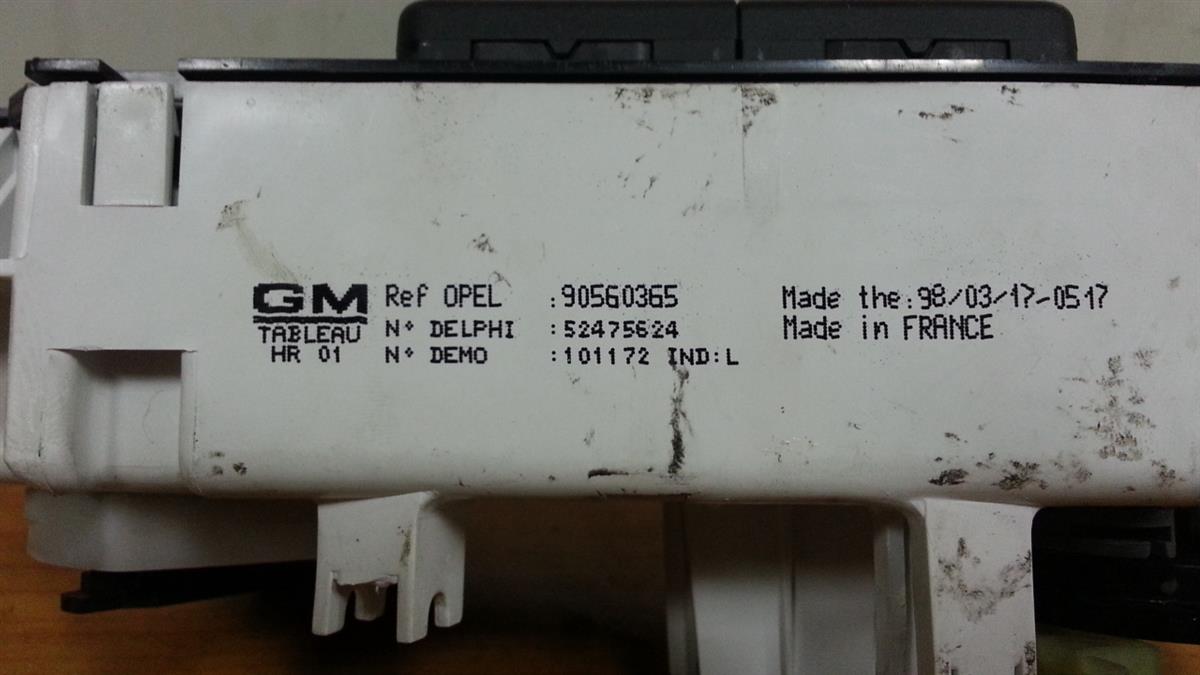 GM
TABLEAU
HR 01
Ref OPEL :90560365
N° DELPHI :52475624
N° DEMO :101172 IND:L
Made the:98/03/17-0517
Made in FRANCE